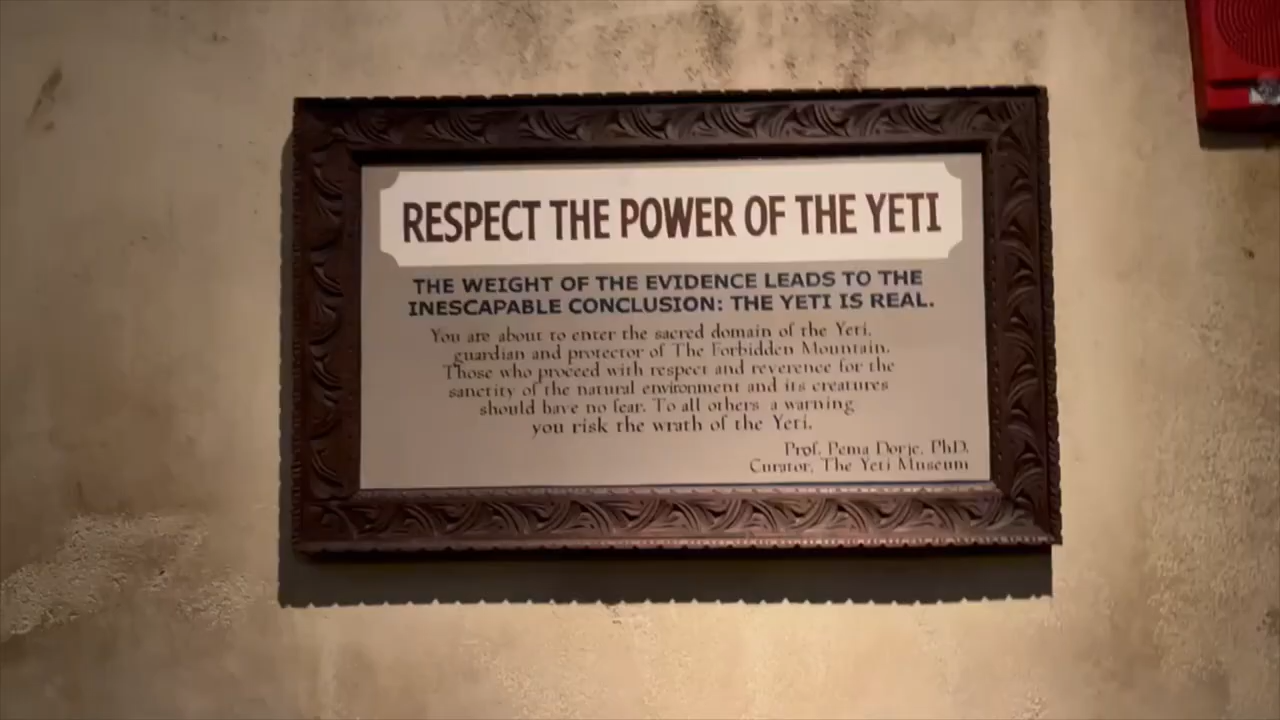 RESPECT THE POWER OF THE YETI
THE WEIGHT OF THE EVIDENCE LEADS TO THE
INESCAPABLE CONCLUSION: THE YETI IS REAL.
You are about to enter the sacred domain of the Yeti,
guardian and protector of The Forbidden Mountain.
Those who proceed with respect and reverence for the
sanctity of the natural environment and its creatures
should have no fear. To all others a warning
you risk the wrath of the Yeti.
Prof. Pema Dorje, PhD.
Curator, The Yeti Museum